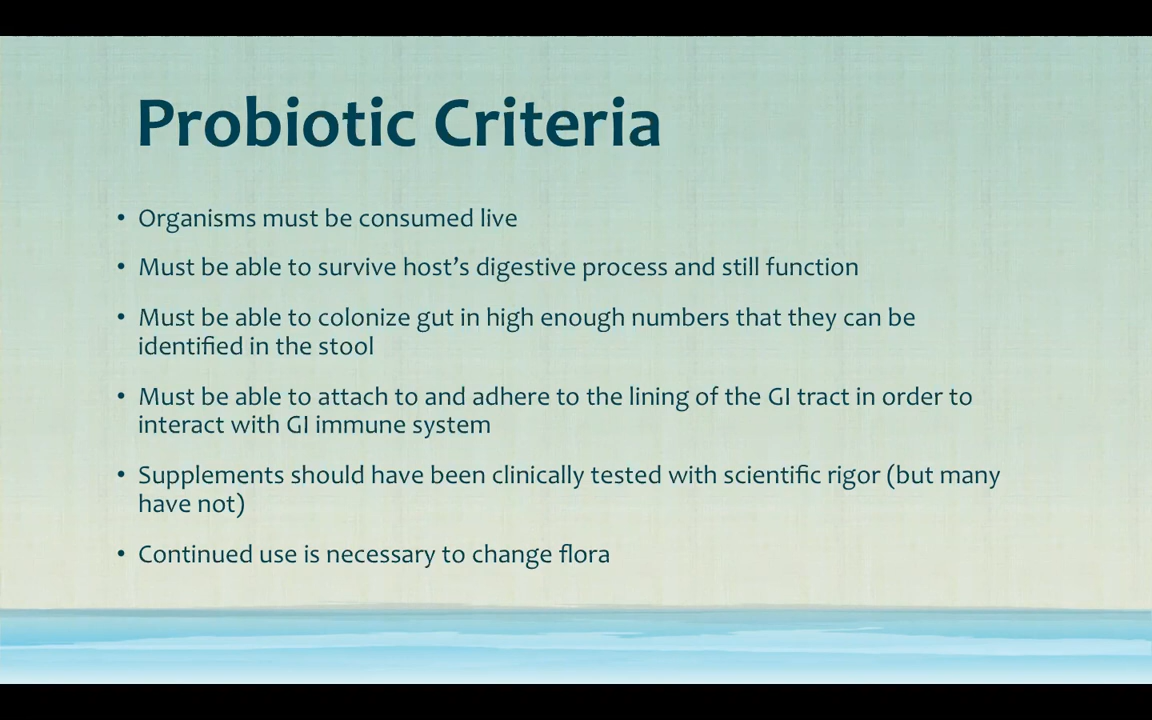 Probiotic Criteria
• Organisms must be consumed live
• Must be able to survive host’s digestive process and still function
• Must be able to colonize gut in high enough numbers that they can be
identified in the stool
• Must be able to attach to and adhere to the lining of the GI tract in order to
interact with GI immune system
• Supplements should have been clinically tested with scientific rigor (but many
have not)
• Continued use is necessary to change flora